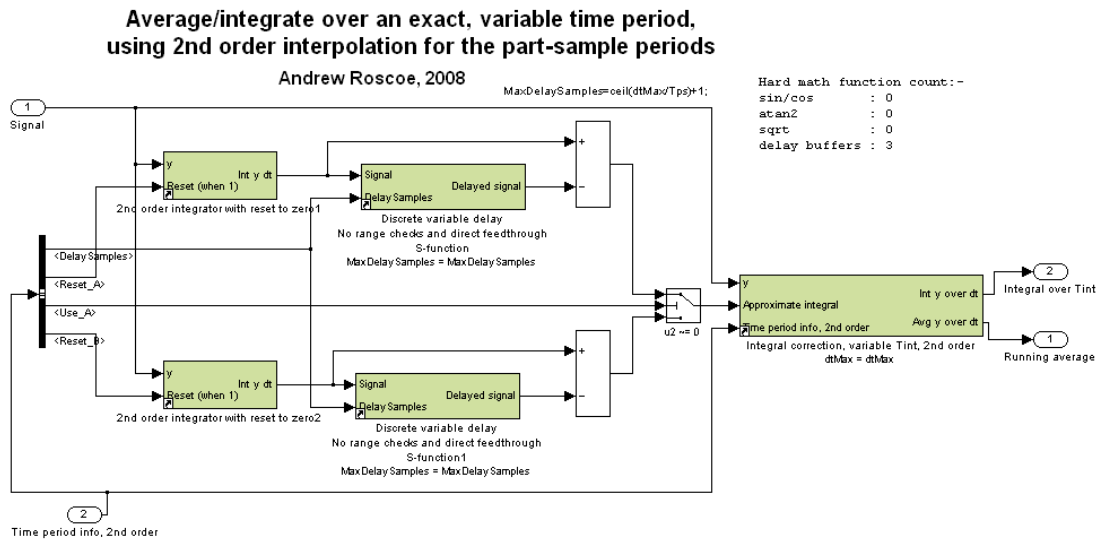 Average/integrate over an exact, variable time period,
using 2nd order interpolation for the part-sample periods
Andrew Roscoe, 2008
MaxDelaySamples=ceil(dtMax/Tps)+1;
Hard math function count:-
sin/cos : 0
atan2 : 0
sqrt : 0
delay buffers : 3
1
Signal
y
Reset (when 1)
Int y dt
2nd order integrator with reset to zero1
Signal
DelaySamples
Delayed signal
Discrete variable delay
No range checks and direct feedthrough
S-function
MaxDelaySamples = MaxDelaySamples
+
−
<DelaySamples>
<Reset_A>
<Use_A>
<Reset_B>
u2 ~= 0
y
Approximate integral
Time period info, 2nd order
Int y over dt
Avg y over dt
Integral correction, variable Tint, 2nd order
dtMax = dtMax
2
Integral over Tint
1
Running average
y
Reset (when 1)
Int y dt
2nd order integrator with reset to zero2
Signal
DelaySamples
Delayed signal
Discrete variable delay
No range checks and direct feedthrough
S-function1
MaxDelaySamples = MaxDelaySamples
+
−
2
Time period info, 2nd order